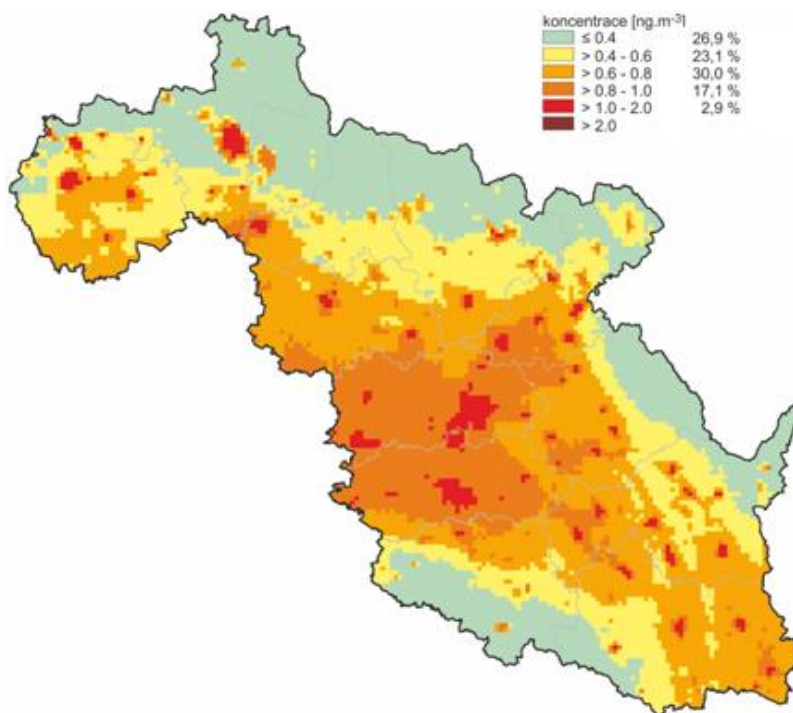 koncentrace [ng.m⁻³]
≤ 0.4 26,9 %
> 0.4 - 0.6 23,1 %
> 0.6 - 0.8 30,0 %
> 0.8 - 1.0 17,1 %
> 1.0 - 2.0 2,9 %
> 2.0